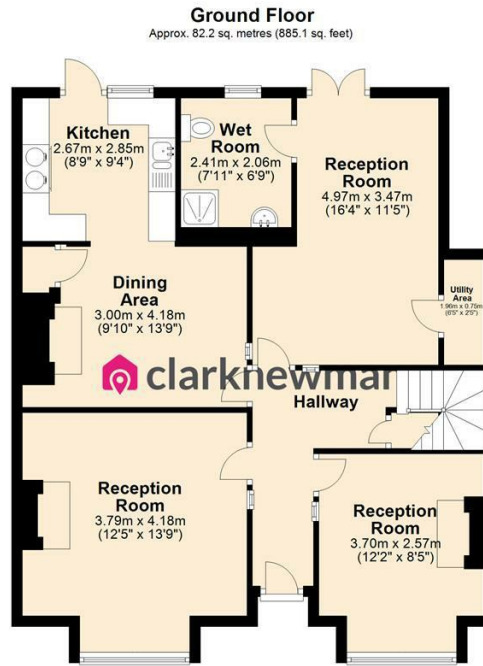 Ground Floor
Approx. 82.2 sq. metres (885.1 sq. feet)
Kitchen
2.67m x 2.85m
(8'9" x 9'4")
Wet
Room
2.41m x 2.06m
(7'11" x 6'9")
Reception
Room
4.97m x 3.47m
(16'4" x 11'5")
Dining
Area
3.00m x 4.18m
(9'10" x 13'9")
Utility
Area
1.96m x 0.75m
(6'5" x 2'5")
clarknewmar
Hallway
Reception
Room
3.79m x 4.18m
(12'5" x 13'9")
Reception
Room
3.70m x 2.57m
(12'2" x 8'5")